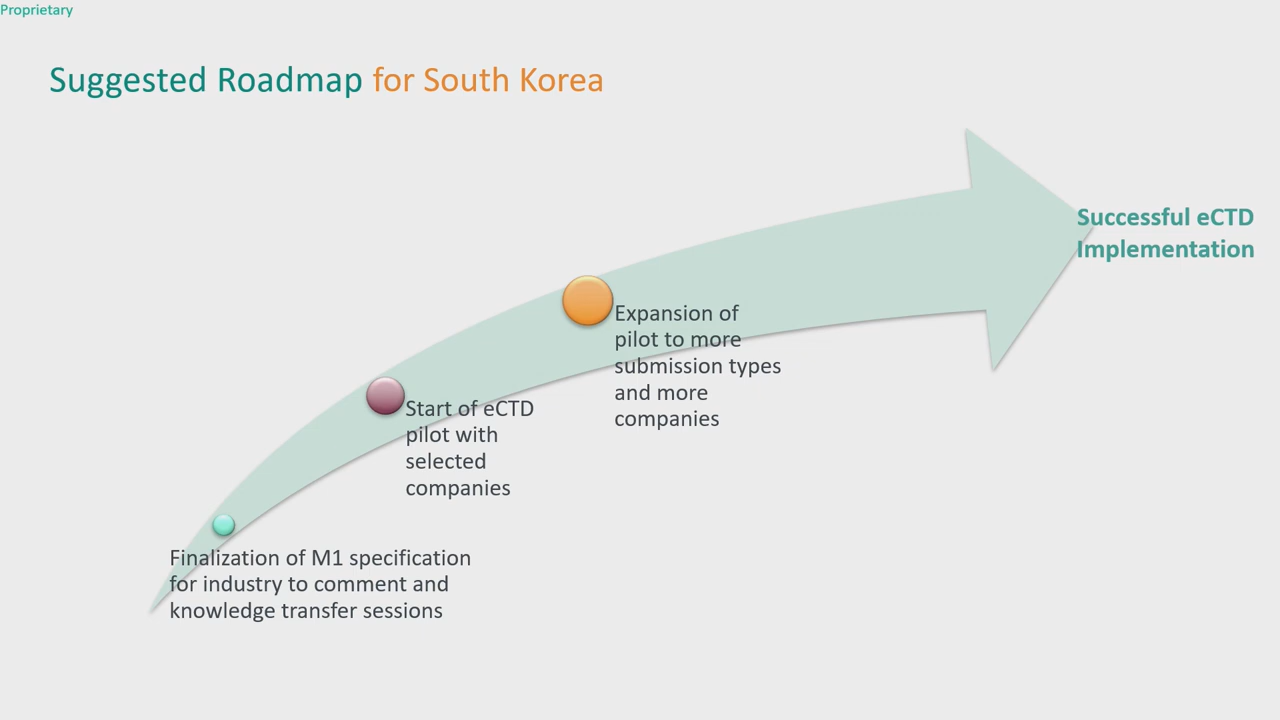 Proprietary
Suggested Roadmap for South Korea
Successful eCTD
Implementation
Expansion of
pilot to more
submission types
and more
companies
Start of eCTD
pilot with
selected
companies
Finalization of M1 specification
for industry to comment and
knowledge transfer sessions